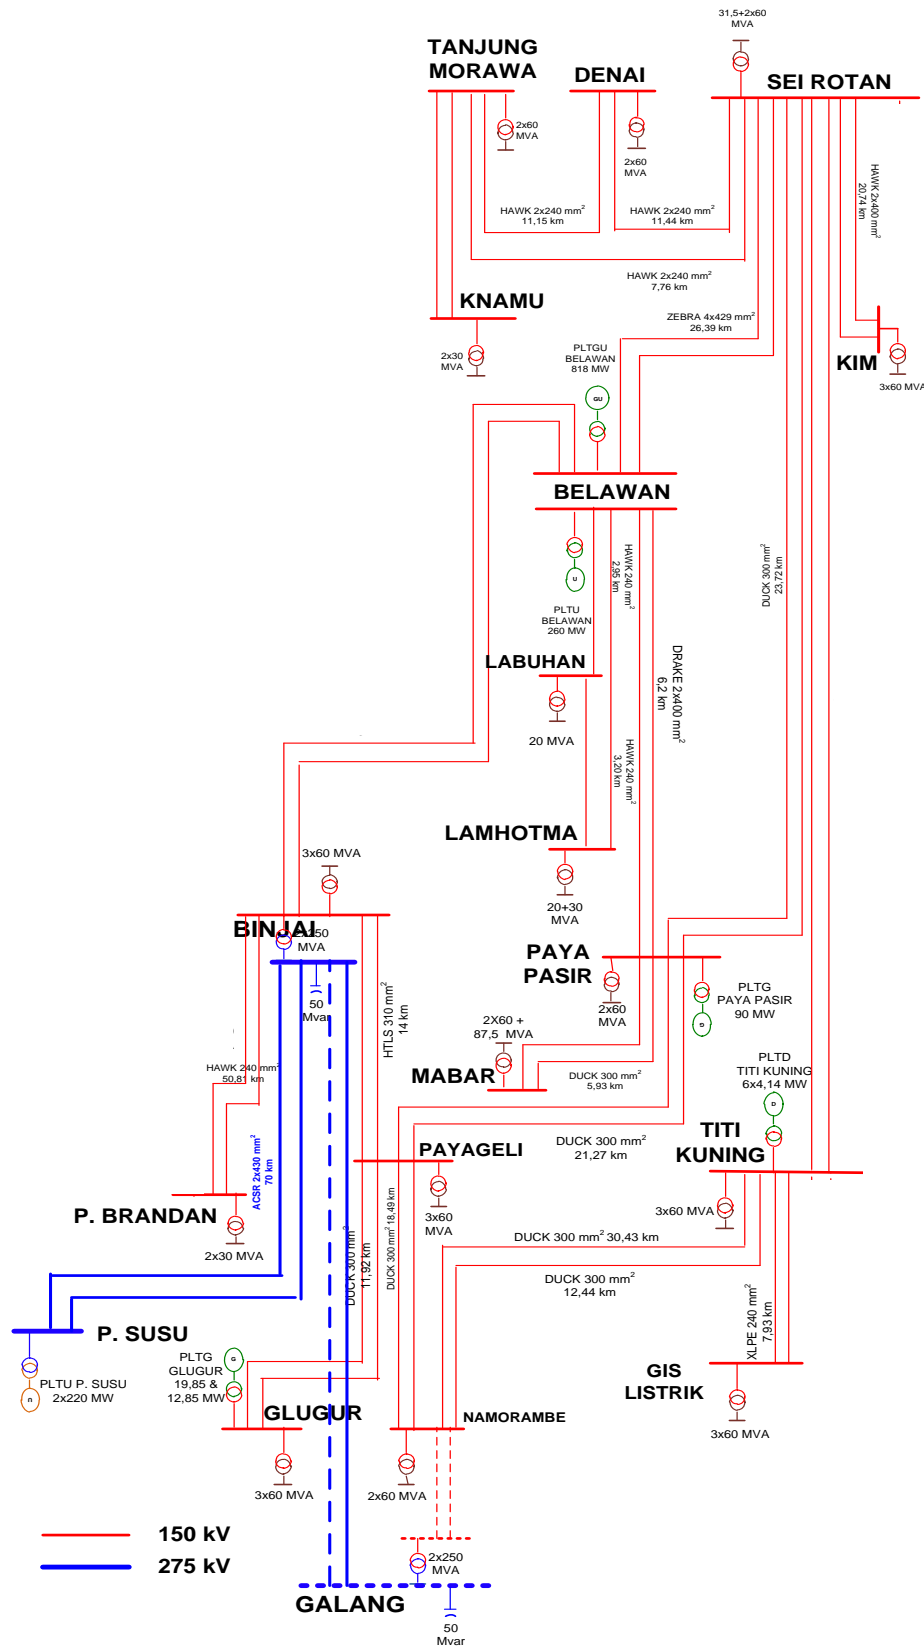 31,5+2x60
MVA
TANJUNG
MORAWA
DENAI
SEI ROTAN
2x60
MVA
2x60
MVA
HAWK 2x400 mm²
20,74 km
HAWK 2x240 mm²
11,15 km
HAWK 2x240 mm²
11,44 km
HAWK 2x240 mm²
7,76 km
KNAMU
ZEBRA 4x429 mm²
26,39 km
2x30
MVA
PLTGU
BELAWAN
818 MW
GU
KIM
3x60 MVA
BELAWAN
HAWK 240 mm²
2,95 km
DUCK 300 mm²
23,72 km
U
PLTU
BELAWAN
260 MW
LABUHAN
DRAKE 2x400 mm²
6,2 km
20 MVA
HAWK 240 mm²
3,20 km
LAMHOTMA
3x60 MVA
20+30
MVA
BINJAI
2x250
MVA
PAYA
PASIR
50
Mvar
HTLS 310 mm²
14 km
2x60
MVA
PLTG
PAYA PASIR
90 MW
D
2X60 +
87,5 MVA
MABAR
HAWK 240 mm²
50,81 km
DUCK 300 mm²
5,93 km
PLTD
TITI KUNING
6x4,14 MW
D
TITI
KUNING
PAYAGELI
DUCK 300 mm²
21,27 km
ACSR 2x430 mm²
70 km
P. BRANDAN
2x30 MVA
3x60
MVA
3x60 MVA
DUCK 300 mm²
11,92 km
DUCK 300 mm² 18,49 km
DUCK 300 mm² 30,43 km
DUCK 300 mm²
12,44 km
XLPE 240 mm²
7,93 km
P. SUSU
PLTU P. SUSU
2x220 MW
PLTG
GLUGUR
19,85 &
12,85 MW
G
GIS
LISTRIK
GLUGUR
NAMORAMBE
3x60 MVA
3x60 MVA
2x60 MVA
150 kV
275 kV
2x250
MVA
GALANG
50
Mvar